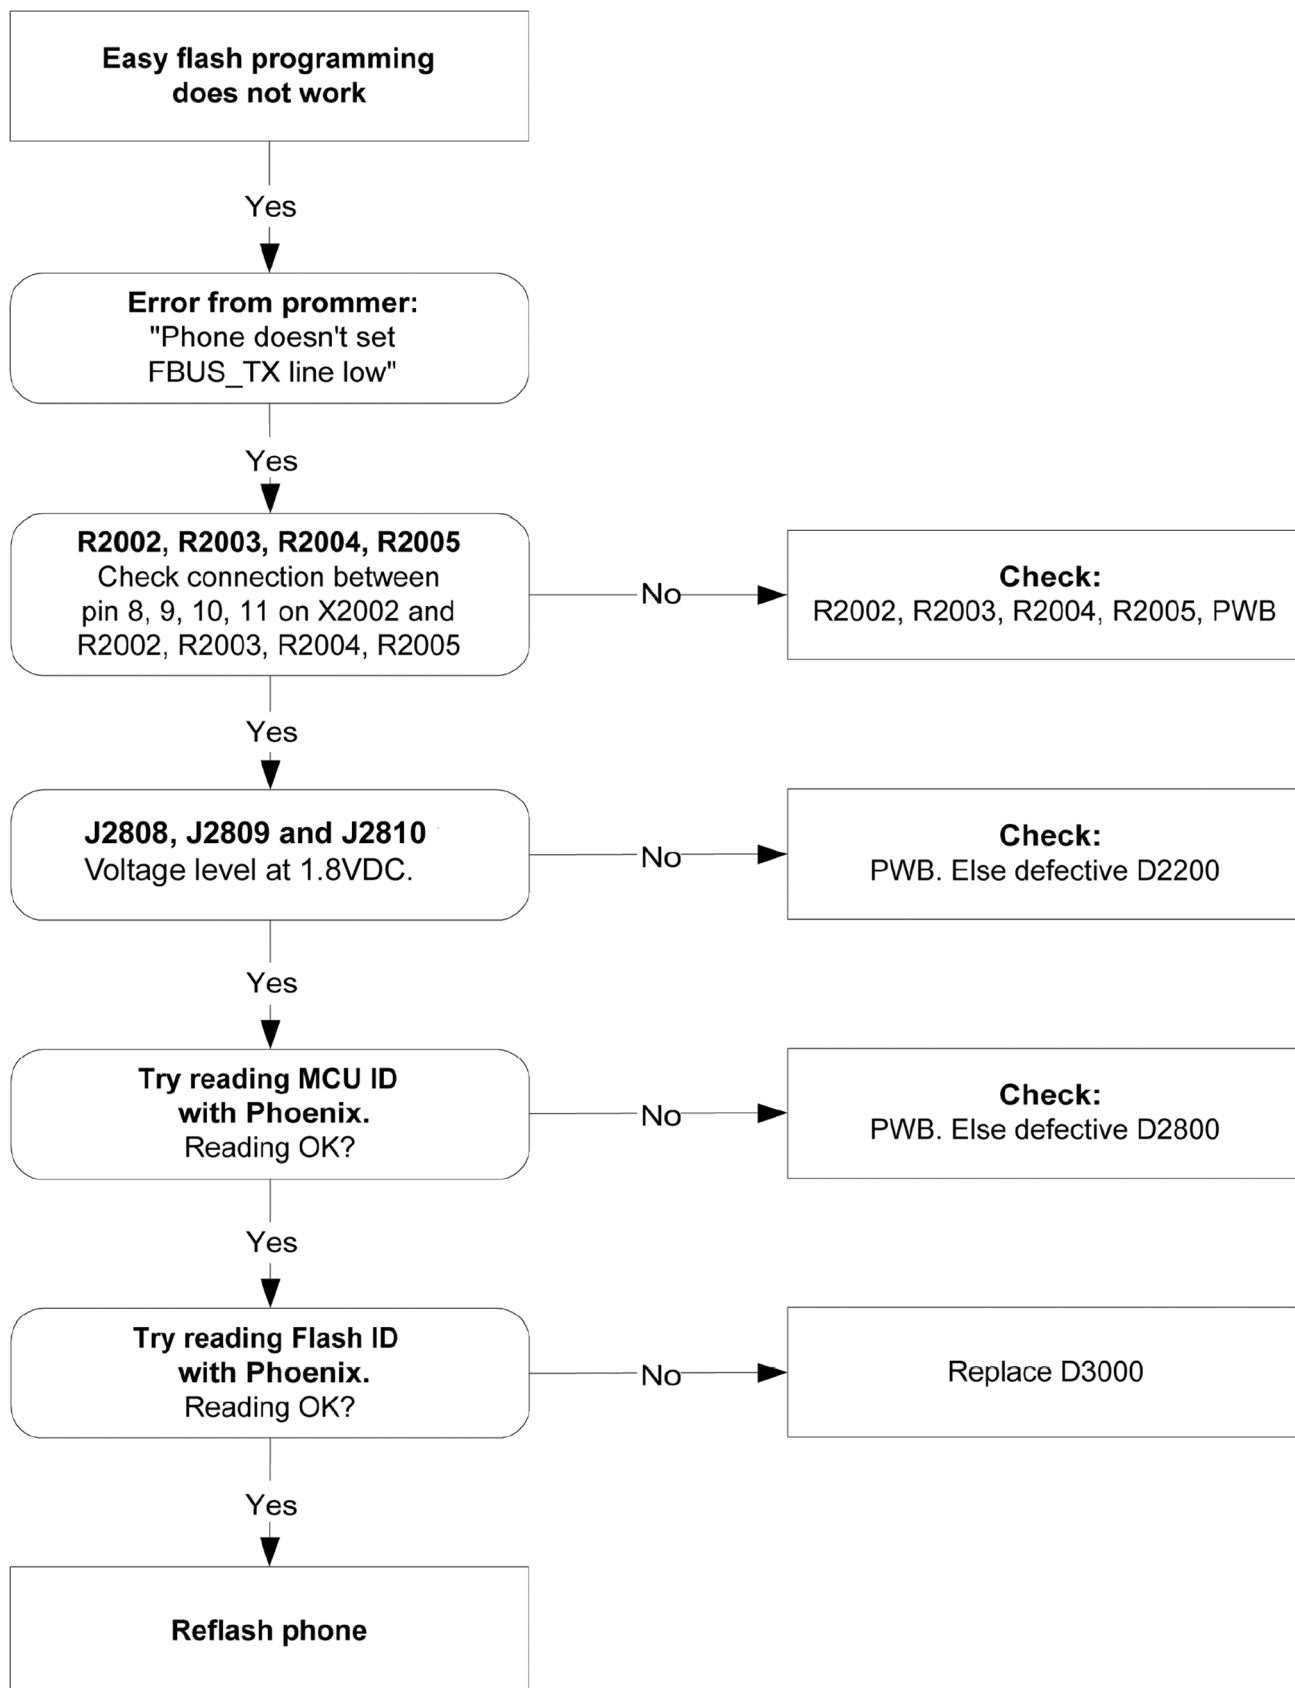 Easy flash programming
does not work
Yes
Error from prommer:
"Phone doesn't set
FBUS_TX line low"
Yes
R2002, R2003, R2004, R2005
Check connection between
pin 8, 9, 10, 11 on X2002 and
R2002, R2003, R2004, R2005
No
Check:
R2002, R2003, R2004, R2005, PWB
Yes
J2808, J2809 and J2810
Voltage level at 1.8VDC.
No
Check:
PWB. Else defective D2200
Yes
Try reading MCU ID
with Phoenix.
Reading OK?
No
Check:
PWB. Else defective D2800
Yes
Try reading Flash ID
with Phoenix.
Reading OK?
No
Replace D3000
Yes
Reflash phone